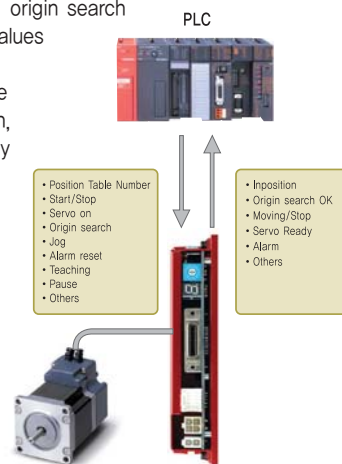 origin search
alues
e
n,
y
PLC
• Position Table Number
• Start/Stop
• Servo on
• Origin search
• Jog
• Alarm reset
• Teaching
• Pause
• Others
• Inposition
• Origin search OK
• Moving/Stop
• Servo Ready
• Alarm
• Others